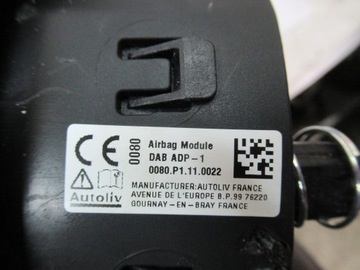 CE 0080
Airbag Module
DAB ADP-1
0080.P1.11.0022
Autoliv
MANUFACTURER:AUTOLIV FRANCE
AVENUE DE L'EUROPE B.P.99 76220
GOURNAY-EN-BRAY FRANCE